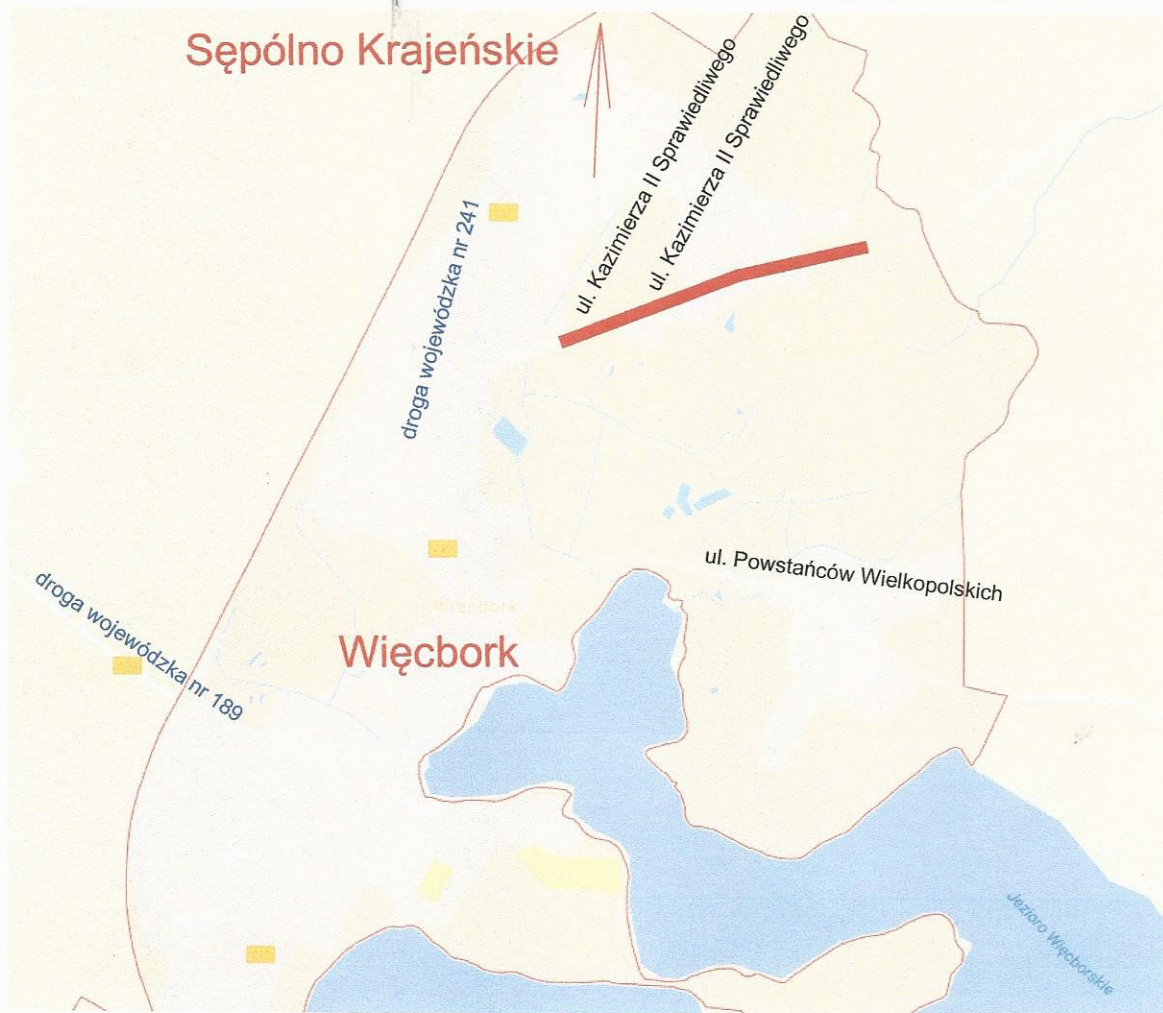 Sępólno Krajeńskie
ul. Kazimierza II Sprawiedliwego
ul. Kazimierza II Sprawiedliwego
droga wojewódzka nr 241
ul. Powstańców Wielkopolskich
droga wojewódzka nr 189
więcbork
Więcbork
Jezioro Więcborskie